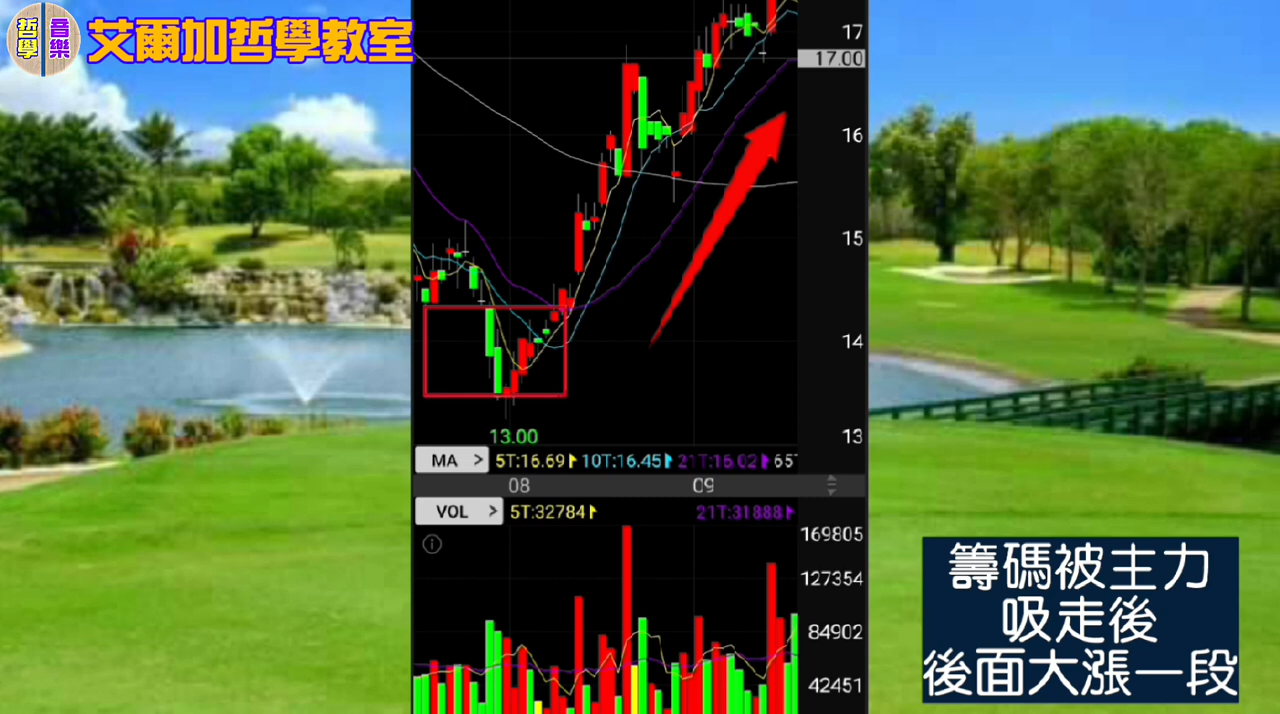 哲學 音樂
艾爾加哲學教室
17
17.00
16
15
14
13
13.00
MA > 5T:16.69 10T:16.45 21T:16.02 65T
08 09
VOL > 5T:32784 21T:31888
169805
127354
84902
42451
籌碼被主力
吸走後
後面大漲一段